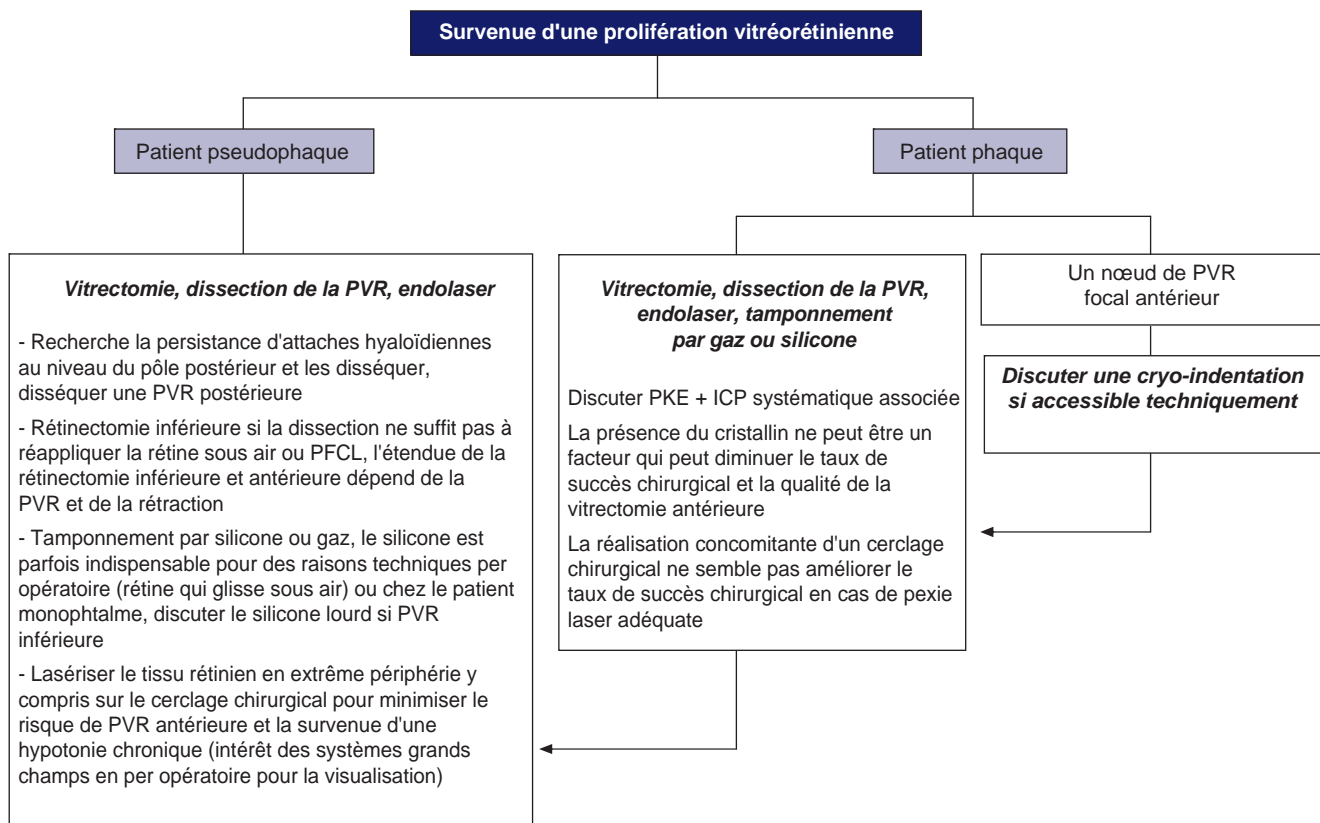 Survenue d'une prolifération vitréorétinienne
Patient pseudophaque
Patient phaque
Vitrectomie, dissection de la PVR, endolaser
- Recherche la persistance d'attaches hyaloïdiennes
au niveau du pôle postérieur et les disséquer,
disséquer une PVR postérieure
- Rétinectomie inférieure si la dissection ne suffit pas à
réappliquer la rétine sous air ou PFCL, l'étendue de la
rétinectomie inférieure et antérieure dépend de la
PVR et de la rétraction
- Tamponnement par silicone ou gaz, le silicone est
parfois indispensable pour des raisons techniques per
opératoire (rétine qui glisse sous air) ou chez le patient
monophtalme, discuter le silicone lourd si PVR
inférieure
- Lasériser le tissu rétinien en extrême périphérie y
compris sur le cerclage chirurgical pour minimiser le
risque de PVR antérieure et la survenue d'une
hypotonie chronique (intérêt des systèmes grands
champs en per opératoire pour la visualisation)
Vitrectomie, dissection de la PVR,
endolaser, tamponnement
par gaz ou silicone
Discuter PKE + ICP systématique associée
La présence du cristallin ne peut être un
facteur qui peut diminuer le taux de
succès chirurgical et la qualité de la
vitrectomie antérieure
La réalisation concomitante d'un cerclage
chirurgical ne semble pas améliorer le
taux de succès chirurgical en cas de pexie
laser adéquate
Un nœud de PVR
focal antérieur
Discuter une cryo-indentation
si accessible techniquement